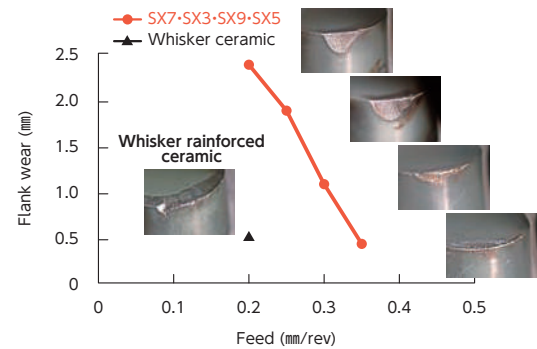 SX7·SX3·SX9·SX5
Whisker ceramic
2.5
2.0
1.5
1.0
0.5
0
Flank wear (㎜)
Whisker rainforced
ceramic
0
0.1
0.2
0.3
0.4
0.5
Feed (㎜/rev)